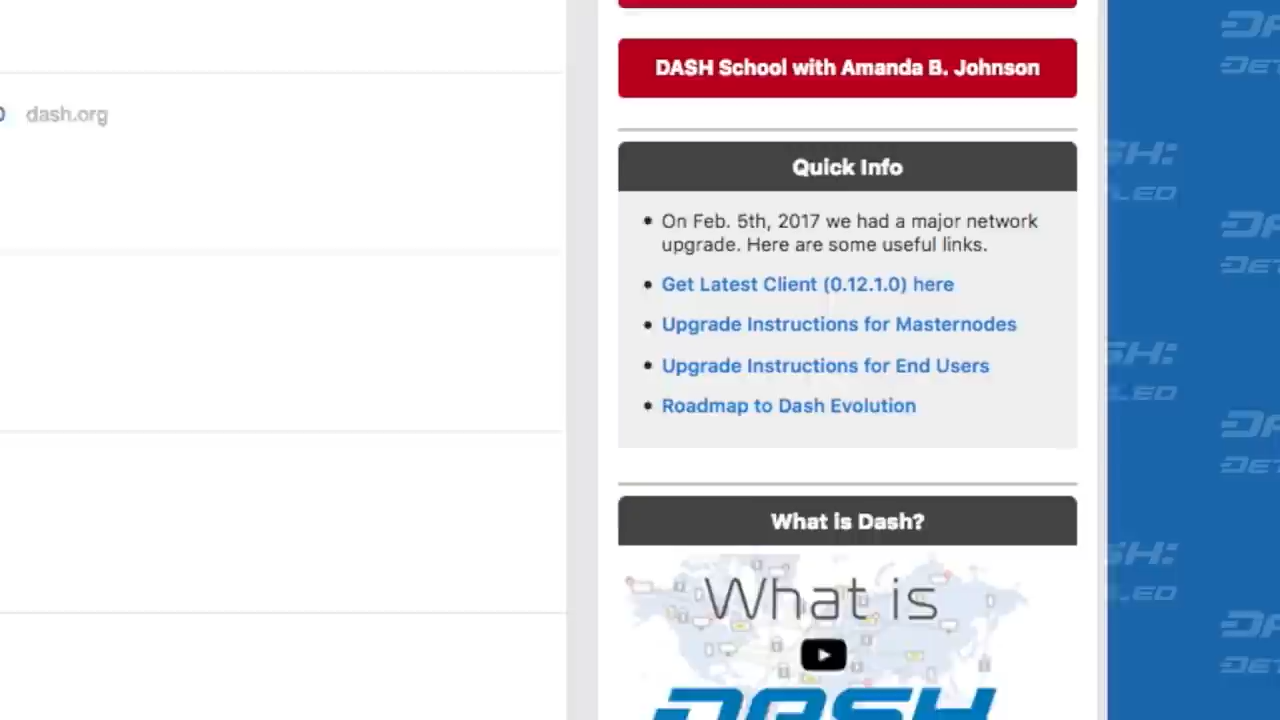 DASH School with Amanda B. Johnson
dash.org
Quick Info
• On Feb. 5th, 2017 we had a major network
upgrade. Here are some useful links.
• Get Latest Client (0.12.1.0) here
• Upgrade Instructions for Masternodes
• Upgrade Instructions for End Users
• Roadmap to Dash Evolution
What is Dash?
What is
DASH